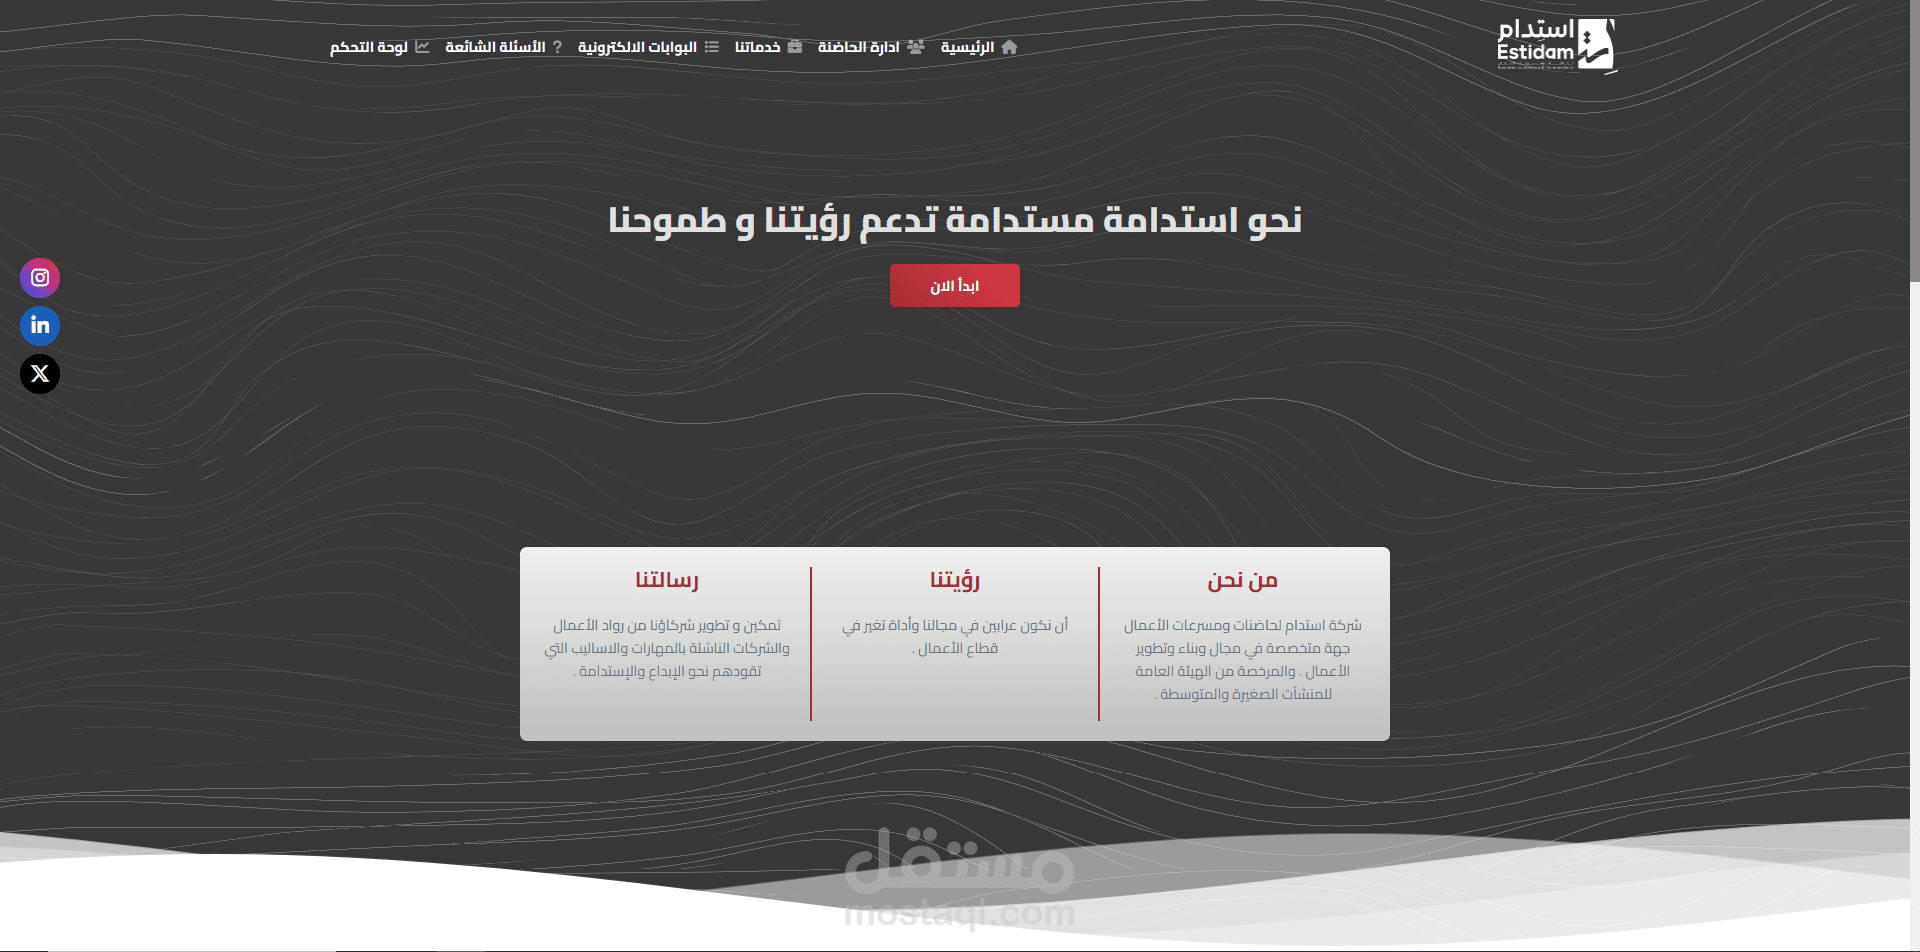 استدام
Estidam
الرئيسية
ادارة الحاضنة
خدماتنا
البوابات الالكترونية
الأسئلة الشائعة
لوحة التحكم
نحو استدامة مستدامة تدعم رؤيتنا و طموحنا
ابدأ الان
من نحن
شركة استدام لحاضنات ومسرعات الأعمال
جهة متخصصة في مجال وبناء وتطوير
الأعمال . والمرخصة من الهيئة العامة
للمنشآت الصغيرة والمتوسطة .
رؤيتنا
أن نكون عرابين في مجالنا وأداة تغير في
قطاع الأعمال .
رسالتنا
تمكين و تطوير شركاؤنا من رواد الأعمال
والشركات الناشئة بالمهارات والاساليب التي
تقودهم نحو الإبداع والإستدامة .
مستقل
mostaql.com